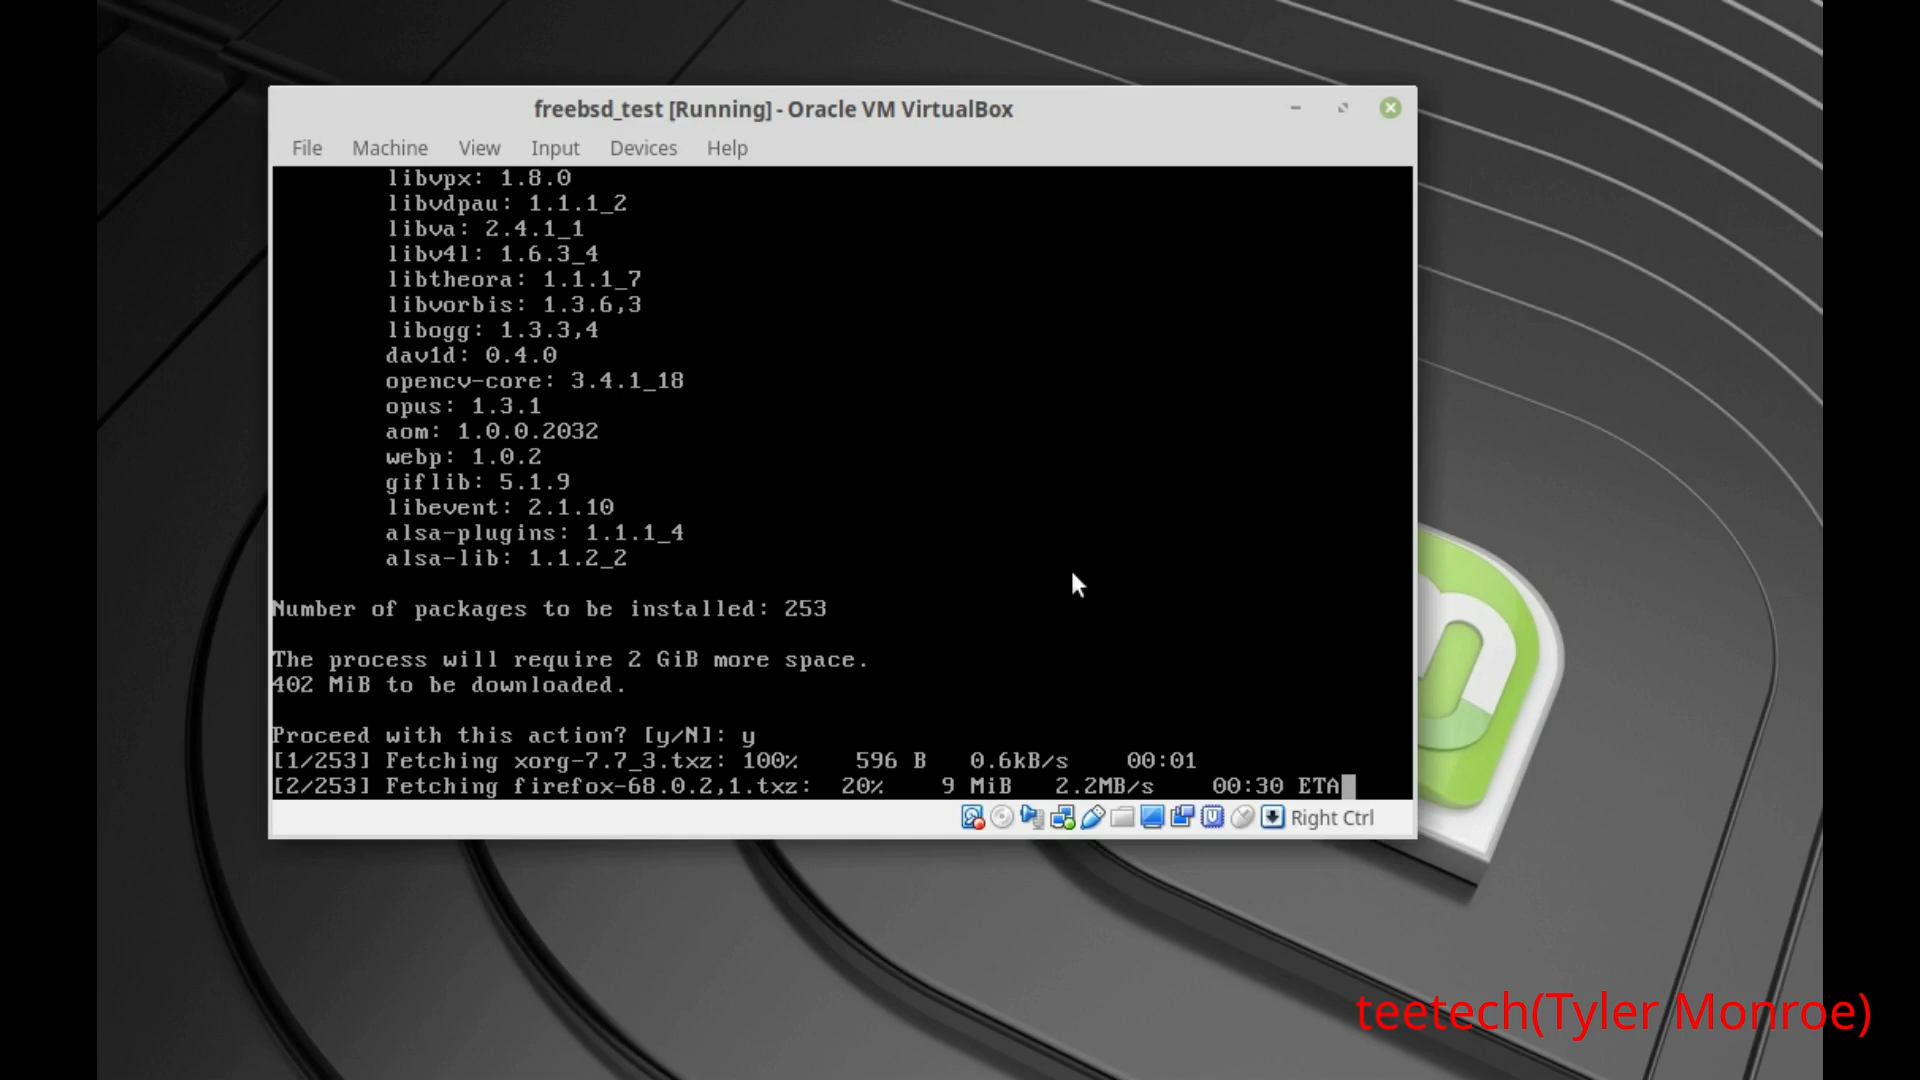 freebsd_test [Running] - Oracle VM VirtualBox
File Machine View Input Devices Help
libvpx: 1.8.0
libvdpau: 1.1.1_2
libva: 2.4.1_1
libv4l: 1.6.3_4
libtheora: 1.1.1_7
libvorbis: 1.3.6,3
libogg: 1.3.3,4
dav1d: 0.4.0
opencv-core: 3.4.1_18
opus: 1.3.1
aom: 1.0.0.2032
webp: 1.0.2
giflib: 5.1.9
libevent: 2.1.10
alsa-plugins: 1.1.1_4
alsa-lib: 1.1.2_2
Number of packages to be installed: 253
The process will require 2 GiB more space.
402 MiB to be downloaded.
Proceed with this action? [y/N]: y
[1/253] Fetching xorg-7.7_3.txz: 100% 596 B 0.6kB/s 00:01
[2/253] Fetching firefox-68.0.2,1.txz: 20% 9 MiB 2.2MB/s 00:30 ETA
Right Ctrl
teetech(Tyler Monroe)